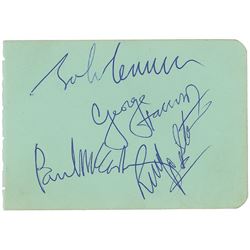 John Lennon
George Harrison
Paul McCartney
Ringo Starr